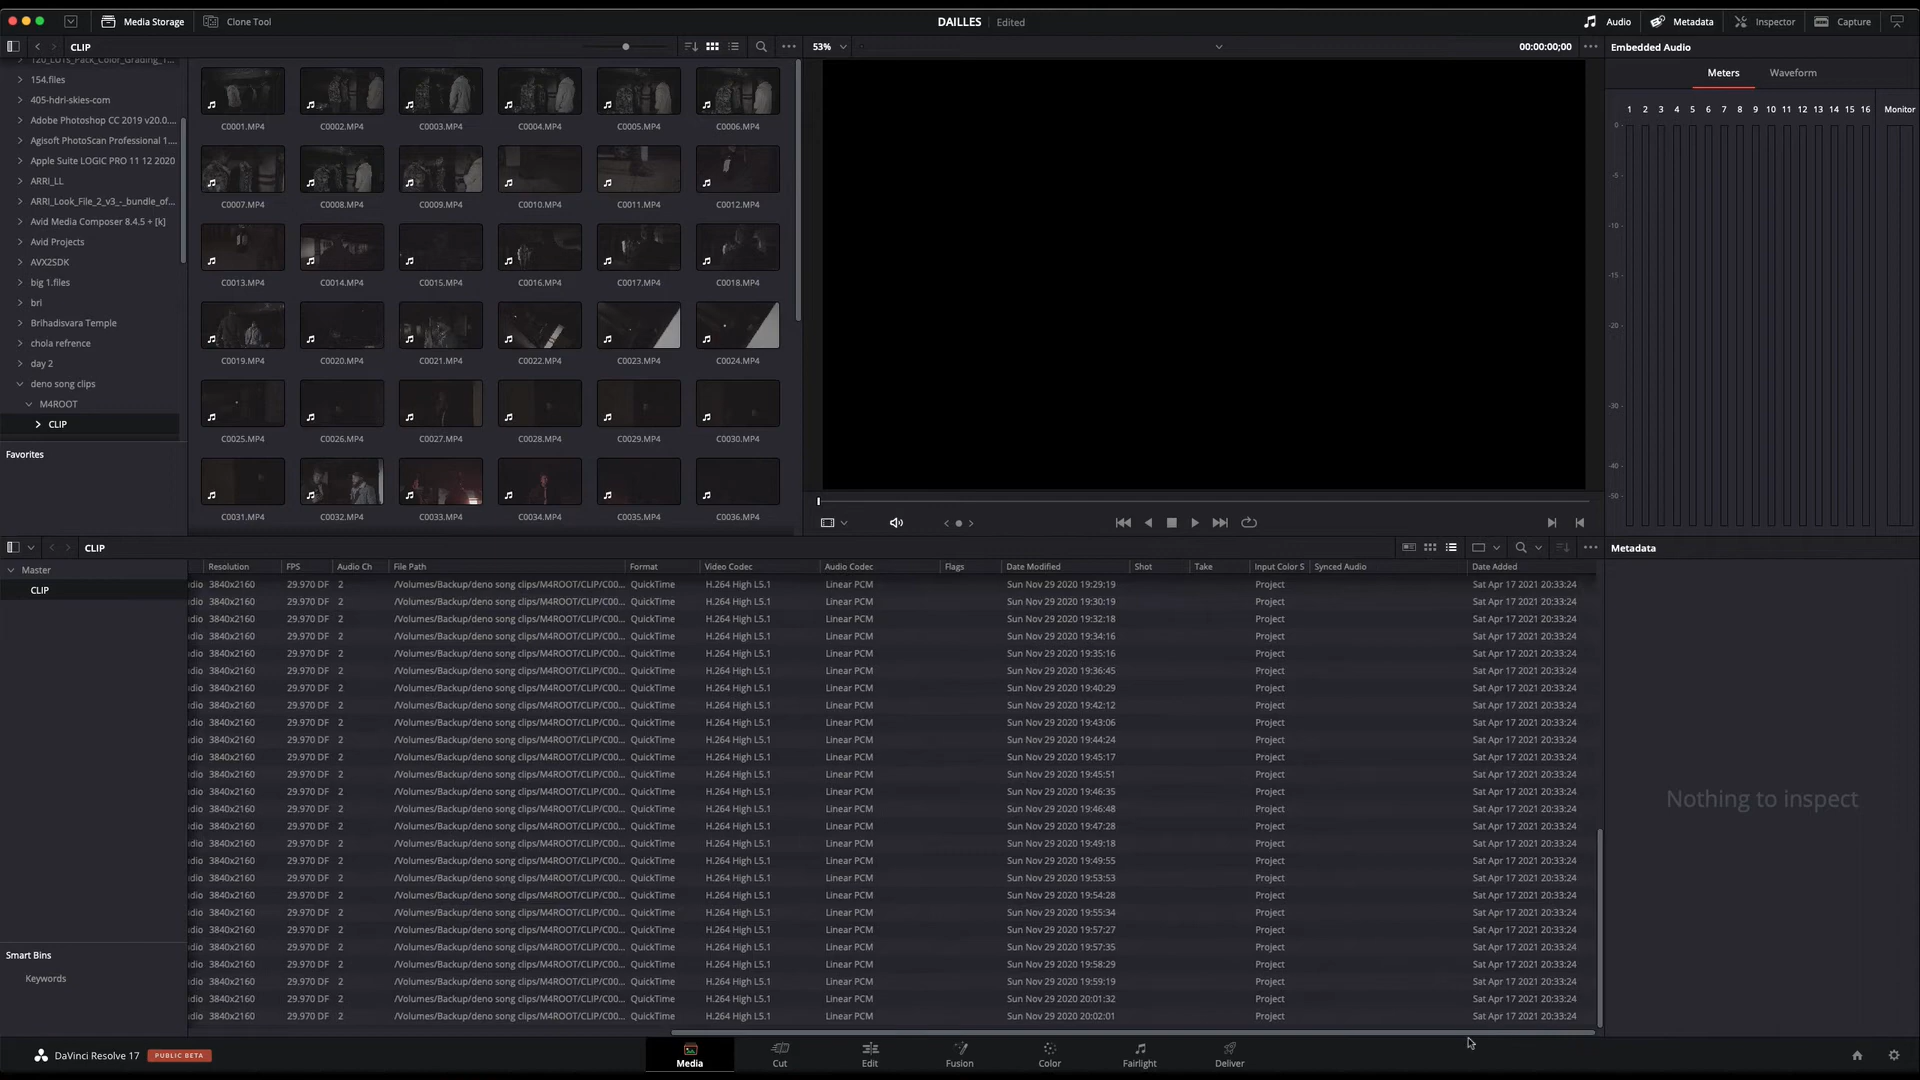 Media Storage Clone Tool DAILLES Edited Audio Metadata Inspector Capture
CLIP 53% 00:00:00;00 Embedded Audio
120_LUTs_Pack_Color_Grading_T...
154.files
405-hdri-skies-com
Adobe Photoshop CC 2019 v20.0....
Agisoft PhotoScan Professional 1....
Apple Suite LOGIC PRO 11 12 2020
ARRI_LL
ARRI_Look_File_2_v3_-_bundle_of...
Avid Media Composer 8.4.5 + [k]
Avid Projects
AVX2SDK
big 1.files
bri
Brihadisvara Temple
chola refrence
day 2
deno song clips
M4ROOT
CLIP
Favorites
C0001.MP4 C0002.MP4 C0003.MP4 C0004.MP4 C0005.MP4 C0006.MP4
C0007.MP4 C0008.MP4 C0009.MP4 C0010.MP4 C0011.MP4 C0012.MP4
C0013.MP4 C0014.MP4 C0015.MP4 C0016.MP4 C0017.MP4 C0018.MP4
C0019.MP4 C0020.MP4 C0021.MP4 C0022.MP4 C0023.MP4 C0024.MP4
C0025.MP4 C0026.MP4 C0027.MP4 C0028.MP4 C0029.MP4 C0030.MP4
C0031.MP4 C0032.MP4 C0033.MP4 C0034.MP4 C0035.MP4 C0036.MP4
Meters Waveform
1 2 3 4 5 6 7 8 9 10 11 12 13 14 15 16 Monitor
0
-5
-10
-15
-20
-30
-40
-50
CLIP Metadata
Master
CLIP
Smart Bins
Keywords
Resolution FPS Audio Ch File Path Format Video Codec Audio Codec Flags Date Modified Shot Take Input Color S Synced Audio Date Added
dio 3840x2160 29.970 DF 2 /Volumes/Backup/deno song clips/M4ROOT/CLIP/C00... QuickTime H.264 High L5.1 Linear PCM Sun Nov 29 2020 19:29:19 Project Sat Apr 17 2021 20:33:24
dio 3840x2160 29.970 DF 2 /Volumes/Backup/deno song clips/M4ROOT/CLIP/C00... QuickTime H.264 High L5.1 Linear PCM Sun Nov 29 2020 19:30:19 Project Sat Apr 17 2021 20:33:24
dio 3840x2160 29.970 DF 2 /Volumes/Backup/deno song clips/M4ROOT/CLIP/C00... QuickTime H.264 High L5.1 Linear PCM Sun Nov 29 2020 19:32:18 Project Sat Apr 17 2021 20:33:24
dio 3840x2160 29.970 DF 2 /Volumes/Backup/deno song clips/M4ROOT/CLIP/C00... QuickTime H.264 High L5.1 Linear PCM Sun Nov 29 2020 19:34:16 Project Sat Apr 17 2021 20:33:24
dio 3840x2160 29.970 DF 2 /Volumes/Backup/deno song clips/M4ROOT/CLIP/C00... QuickTime H.264 High L5.1 Linear PCM Sun Nov 29 2020 19:35:16 Project Sat Apr 17 2021 20:33:24
dio 3840x2160 29.970 DF 2 /Volumes/Backup/deno song clips/M4ROOT/CLIP/C00... QuickTime H.264 High L5.1 Linear PCM Sun Nov 29 2020 19:36:45 Project Sat Apr 17 2021 20:33:24
dio 3840x2160 29.970 DF 2 /Volumes/Backup/deno song clips/M4ROOT/CLIP/C00... QuickTime H.264 High L5.1 Linear PCM Sun Nov 29 2020 19:40:29 Project Sat Apr 17 2021 20:33:24
dio 3840x2160 29.970 DF 2 /Volumes/Backup/deno song clips/M4ROOT/CLIP/C00... QuickTime H.264 High L5.1 Linear PCM Sun Nov 29 2020 19:42:12 Project Sat Apr 17 2021 20:33:24
dio 3840x2160 29.970 DF 2 /Volumes/Backup/deno song clips/M4ROOT/CLIP/C00... QuickTime H.264 High L5.1 Linear PCM Sun Nov 29 2020 19:43:06 Project Sat Apr 17 2021 20:33:24
dio 3840x2160 29.970 DF 2 /Volumes/Backup/deno song clips/M4ROOT/CLIP/C00... QuickTime H.264 High L5.1 Linear PCM Sun Nov 29 2020 19:44:24 Project Sat Apr 17 2021 20:33:24
dio 3840x2160 29.970 DF 2 /Volumes/Backup/deno song clips/M4ROOT/CLIP/C00... QuickTime H.264 High L5.1 Linear PCM Sun Nov 29 2020 19:45:17 Project Sat Apr 17 2021 20:33:24
dio 3840x2160 29.970 DF 2 /Volumes/Backup/deno song clips/M4ROOT/CLIP/C00... QuickTime H.264 High L5.1 Linear PCM Sun Nov 29 2020 19:45:51 Project Sat Apr 17 2021 20:33:24
dio 3840x2160 29.970 DF 2 /Volumes/Backup/deno song clips/M4ROOT/CLIP/C00... QuickTime H.264 High L5.1 Linear PCM Sun Nov 29 2020 19:46:35 Project Sat Apr 17 2021 20:33:24
dio 3840x2160 29.970 DF 2 /Volumes/Backup/deno song clips/M4ROOT/CLIP/C00... QuickTime H.264 High L5.1 Linear PCM Sun Nov 29 2020 19:46:48 Project Sat Apr 17 2021 20:33:24
dio 3840x2160 29.970 DF 2 /Volumes/Backup/deno song clips/M4ROOT/CLIP/C00... QuickTime H.264 High L5.1 Linear PCM Sun Nov 29 2020 19:47:28 Project Sat Apr 17 2021 20:33:24
dio 3840x2160 29.970 DF 2 /Volumes/Backup/deno song clips/M4ROOT/CLIP/C00... QuickTime H.264 High L5.1 Linear PCM Sun Nov 29 2020 19:49:18 Project Sat Apr 17 2021 20:33:24
dio 3840x2160 29.970 DF 2 /Volumes/Backup/deno song clips/M4ROOT/CLIP/C00... QuickTime H.264 High L5.1 Linear PCM Sun Nov 29 2020 19:49:55 Project Sat Apr 17 2021 20:33:24
dio 3840x2160 29.970 DF 2 /Volumes/Backup/deno song clips/M4ROOT/CLIP/C00... QuickTime H.264 High L5.1 Linear PCM Sun Nov 29 2020 19:53:53 Project Sat Apr 17 2021 20:33:24
dio 3840x2160 29.970 DF 2 /Volumes/Backup/deno song clips/M4ROOT/CLIP/C00... QuickTime H.264 High L5.1 Linear PCM Sun Nov 29 2020 19:54:28 Project Sat Apr 17 2021 20:33:24
dio 3840x2160 29.970 DF 2 /Volumes/Backup/deno song clips/M4ROOT/CLIP/C00... QuickTime H.264 High L5.1 Linear PCM Sun Nov 29 2020 19:55:34 Project Sat Apr 17 2021 20:33:24
dio 3840x2160 29.970 DF 2 /Volumes/Backup/deno song clips/M4ROOT/CLIP/C00... QuickTime H.264 High L5.1 Linear PCM Sun Nov 29 2020 19:57:27 Project Sat Apr 17 2021 20:33:24
dio 3840x2160 29.970 DF 2 /Volumes/Backup/deno song clips/M4ROOT/CLIP/C00... QuickTime H.264 High L5.1 Linear PCM Sun Nov 29 2020 19:57:35 Project Sat Apr 17 2021 20:33:24
dio 3840x2160 29.970 DF 2 /Volumes/Backup/deno song clips/M4ROOT/CLIP/C00... QuickTime H.264 High L5.1 Linear PCM Sun Nov 29 2020 19:58:29 Project Sat Apr 17 2021 20:33:24
dio 3840x2160 29.970 DF 2 /Volumes/Backup/deno song clips/M4ROOT/CLIP/C00... QuickTime H.264 High L5.1 Linear PCM Sun Nov 29 2020 19:59:19 Project Sat Apr 17 2021 20:33:24
dio 3840x2160 29.970 DF 2 /Volumes/Backup/deno song clips/M4ROOT/CLIP/C00... QuickTime H.264 High L5.1 Linear PCM Sun Nov 29 2020 20:01:32 Project Sat Apr 17 2021 20:33:24
dio 3840x2160 29.970 DF 2 /Volumes/Backup/deno song clips/M4ROOT/CLIP/C00... QuickTime H.264 High L5.1 Linear PCM Sun Nov 29 2020 20:02:01 Project Sat Apr 17 2021 20:33:24
Nothing to inspect
DaVinci Resolve 17 PUBLIC BETA Media Cut Edit Fusion Color Fairlight Deliver